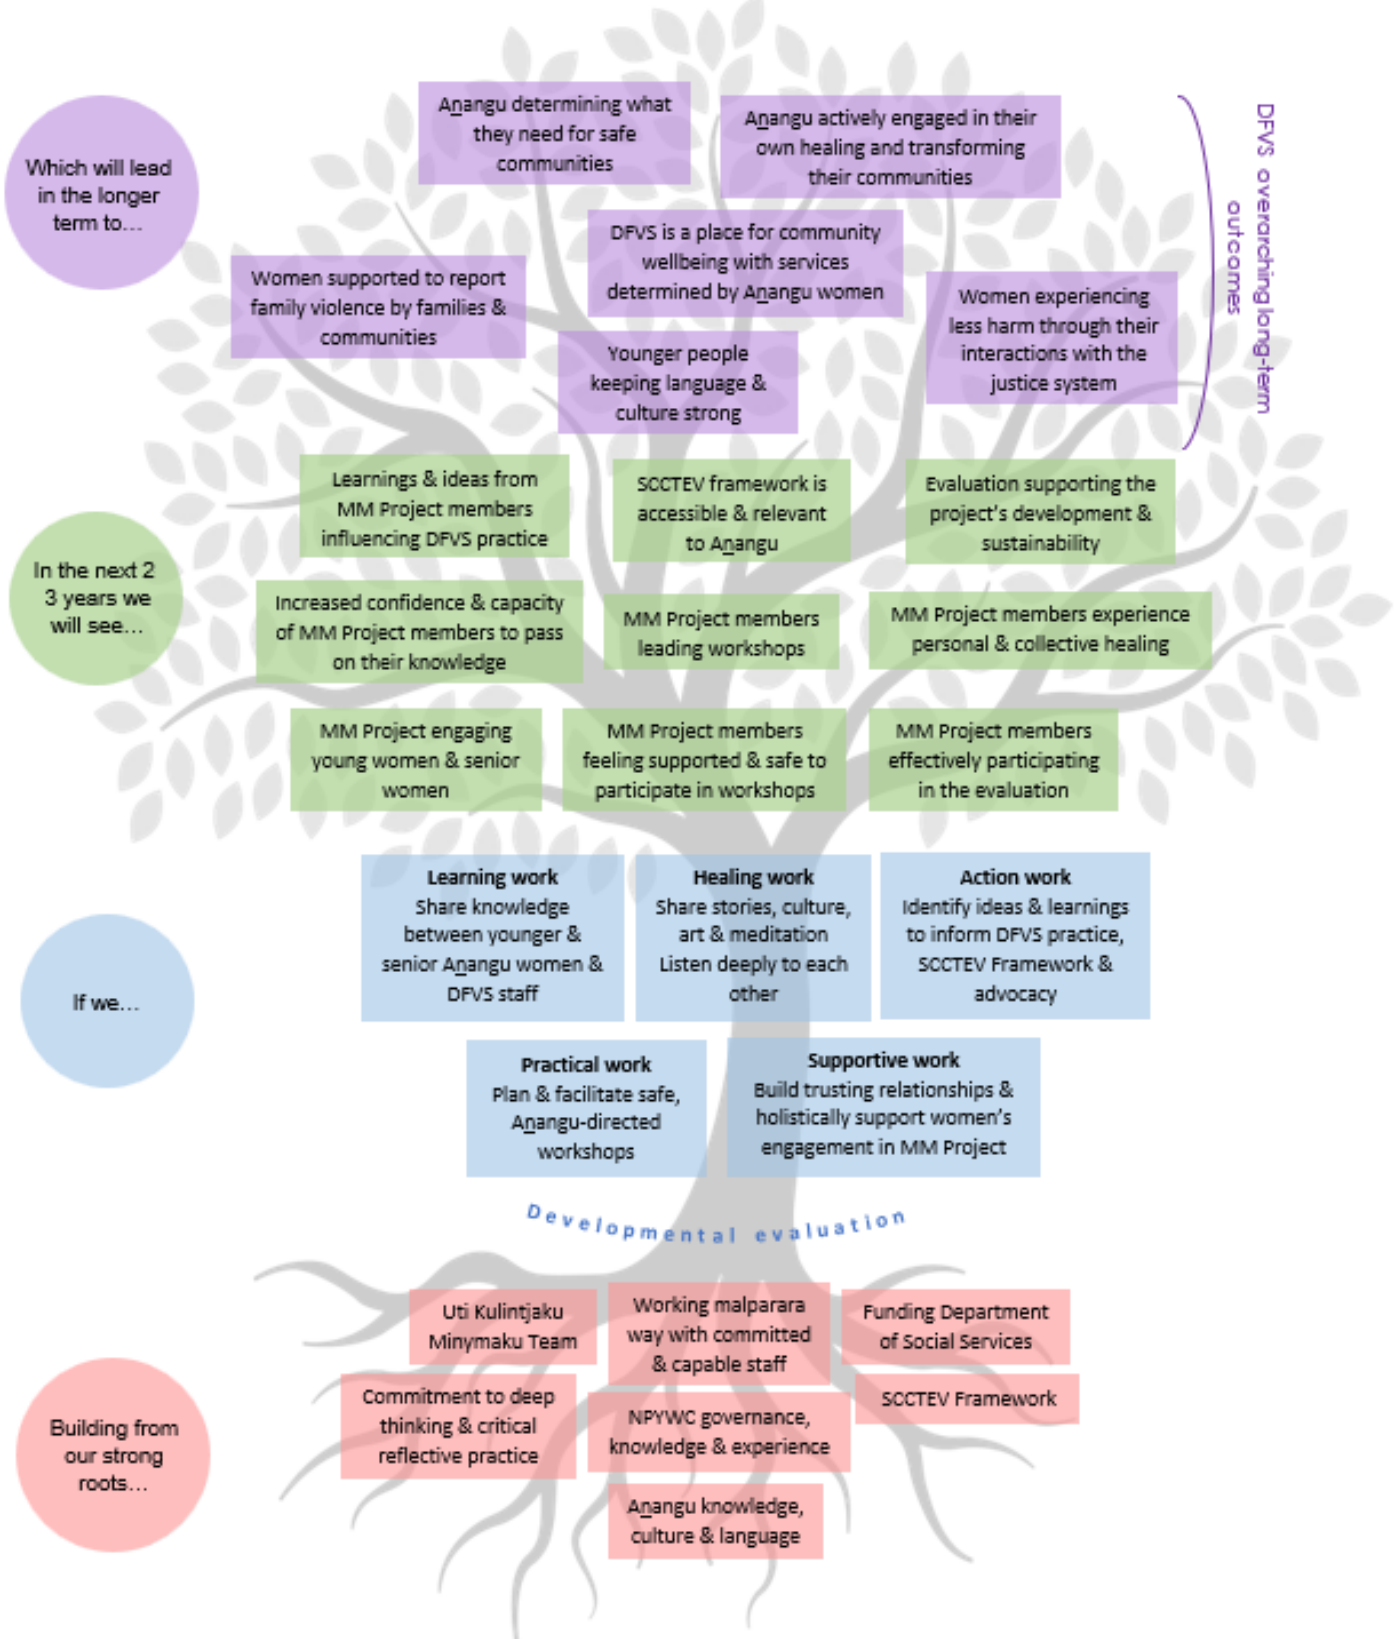 Which will lead
in the longer
term to...
Aṉangu determining what
they need for safe
communities
Aṉangu actively engaged in their
own healing and transforming
their communities
DFVS is a place for community
wellbeing with services
determined by Aṉangu women
Women supported to report
family violence by families &
communities
Women experiencing
less harm through their
interactions with the
justice system
Younger people
keeping language &
culture strong
DFVS overarching long-term
outcomes
In the next 2
3 years we
will see...
Learnings & ideas from
MM Project members
influencing DFVS practice
SCCTEV framework is
accessible & relevant
to Aṉangu
Evaluation supporting the
project's development &
sustainability
Increased confidence & capacity
of MM Project members to pass
on their knowledge
MM Project members
leading workshops
MM Project members experience
personal & collective healing
MM Project engaging
young women & senior
women
MM Project members
feeling supported & safe to
participate in workshops
MM Project members
effectively participating
in the evaluation
If we...
Learning work
Share knowledge
between younger &
senior Aṉangu women &
DFVS staff
Healing work
Share stories, culture,
art & meditation
Listen deeply to each
other
Action work
Identify ideas & learnings
to inform DFVS practice,
SCCTEV Framework &
advocacy
Practical work
Plan & facilitate safe,
Aṉangu-directed
workshops
Supportive work
Build trusting relationships &
holistically support women's
engagement in MM Project
Developmental evaluation
Building from
our strong
roots...
Uti Kulintjaku
Minymaku Team
Working malparara
way with committed
& capable staff
Funding Department
of Social Services
Commitment to deep
thinking & critical
reflective practice
NPYWC governance,
knowledge & experience
SCCTEV Framework
Aṉangu knowledge,
culture & language